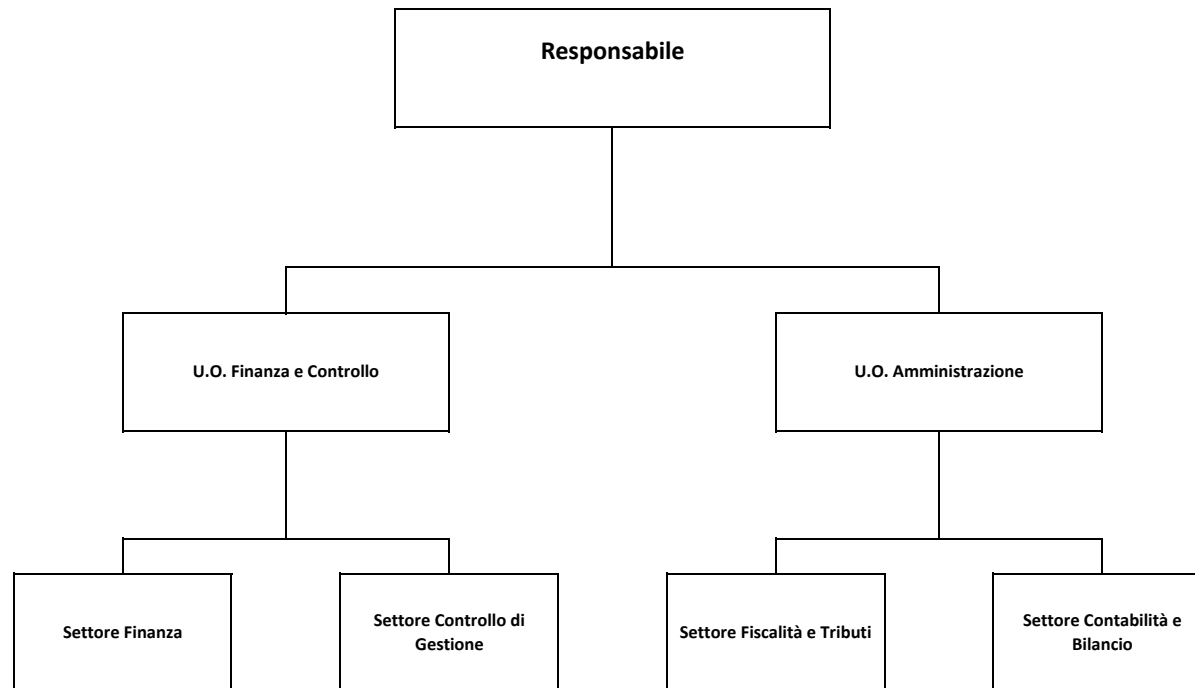 Responsabile
U.O. Finanza e Controllo
U.O. Amministrazione
Settore Finanza
Settore Controllo di
Gestione
Settore Fiscalità e Tributi
Settore Contabilità e
Bilancio